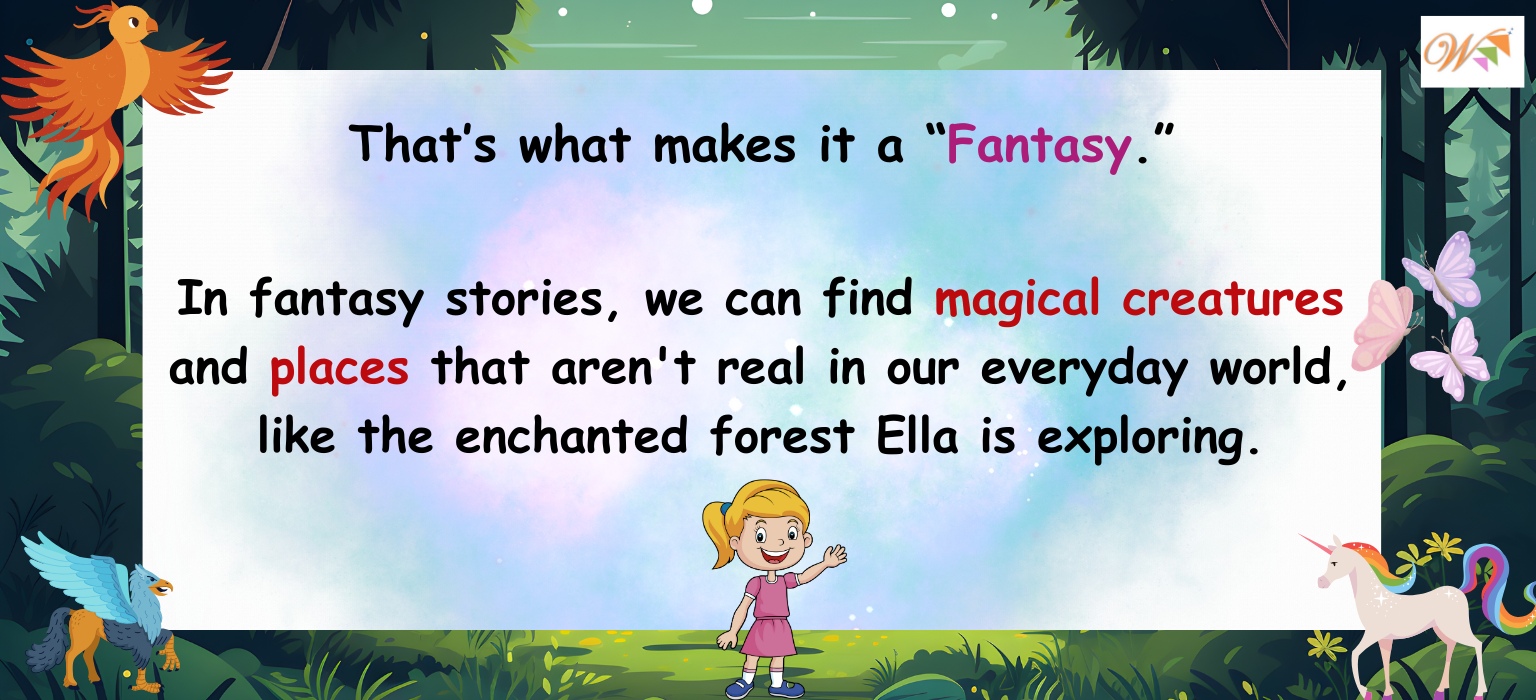 That’s what makes it a “Fantasy.”
In fantasy stories, we can find magical creatures
and places that aren't real in our everyday world,
like the enchanted forest Ella is exploring.
W